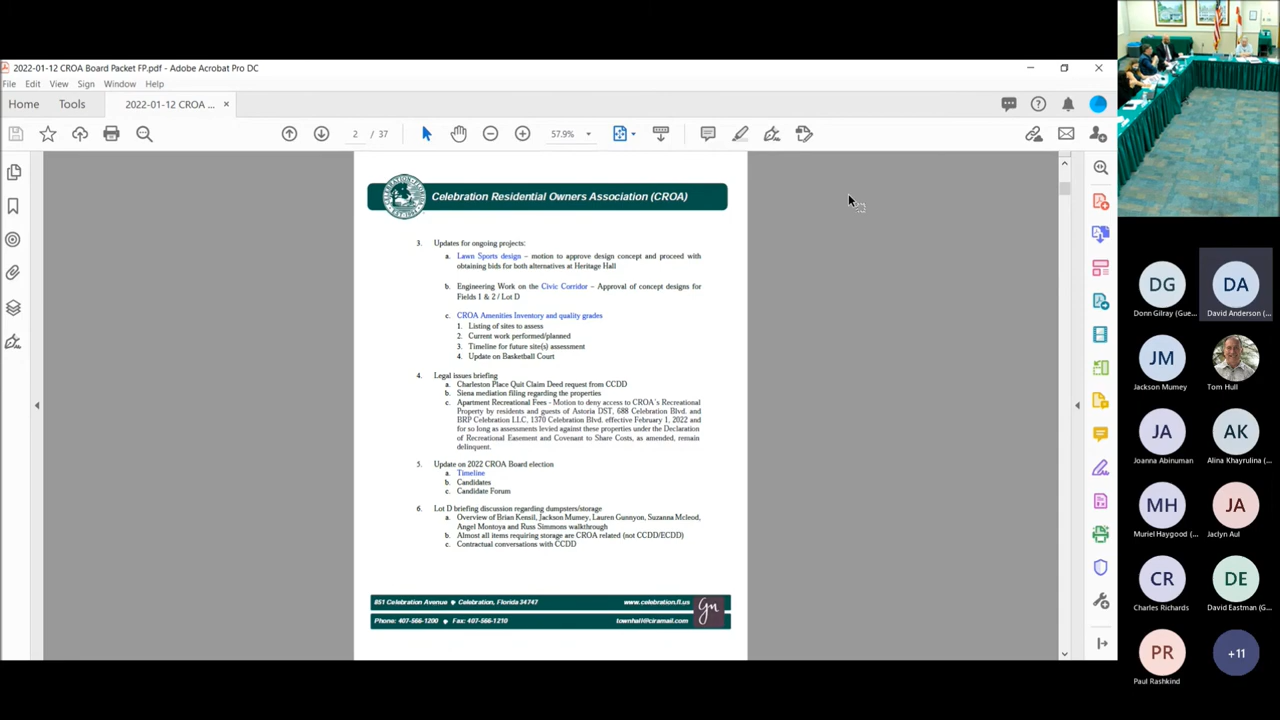 2022-01-12 CROA Board Packet FP.pdf - Adobe Acrobat Pro DC
File Edit View Sign Window Help
Home Tools 2022-01-12 CROA ... ×
2 / 37 57.9%
Celebration Residential Owners Association (CROA)
3. Updates for ongoing projects:
a. Lawn Sports design – motion to approve design concept and proceed with
obtaining bids for both alternatives at Heritage Hall
b. Engineering Work on the Civic Corridor – Approval of concept designs for
Fields 1 & 2 / Lot D
c. CROA Amenities Inventory and quality grades
1. Listing of sites to assess
2. Current work performed/planned
3. Timeline for future site(s) assessment
4. Update on Basketball Court
4. Legal issues briefing
a. Charleston Place Quit Claim Deed request from CCDD
b. Siena mediation filing regarding the properties
c. Apartment Recreational Fees - Motion to deny access to CROA's Recreational
Property by residents and guests of Astoria DST, 688 Celebration Blvd. and
BRP Celebration LLC, 1370 Celebration Blvd. effective February 1, 2022 and
for so long as assessments levied against these properties under the Declaration
of Recreational Easement and Covenant to Share Costs, as amended, remain
delinquent.
5. Update on 2022 CROA Board election
a. Timeline
b. Candidates
c. Candidate Forum
6. Lot D briefing discussion regarding dumpsters/storage
a. Overview of Brian Kensil, Jackson Mumey, Lauren Gunnyon, Suzanna Mcleod,
Angel Montoya and Russ Simmons walkthrough
b. Almost all items requiring storage are CROA related (not CCDD/ECDD)
c. Contractual conversations with CCDD
851 Celebration Avenue Celebration, Florida 34747 www.celebration.fl.us
Phone: 407-566-1200 Fax: 407-566-1210 townhall@ciramail.com
gn
DG DA
Donn Gilray (Gue... David Anderson (...
JM
Jackson Mumey Tom Hull
JA AK
Joanna Abinuman Alina Khayrulina (...
MH JA
Muriel Haygood (... Jaclyn Aul
CR DE
Charles Richards David Eastman (G...
PR +11
Paul Rashkind